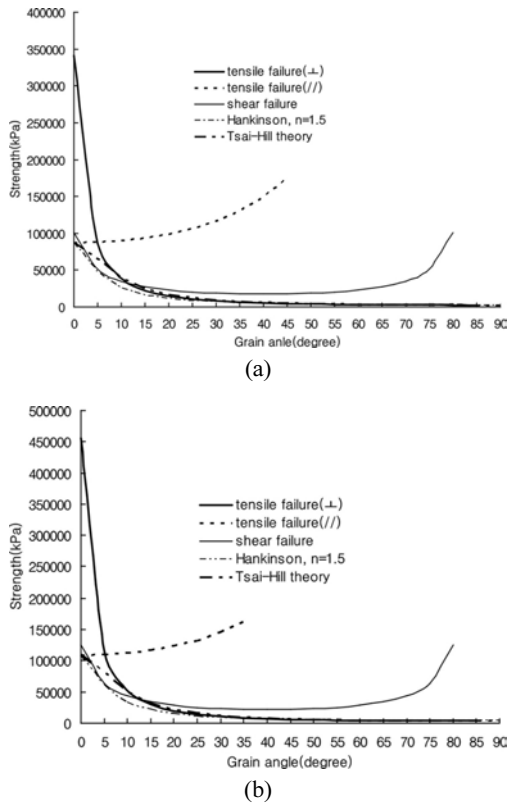 400000
350000
300000
250000
200000
150000
100000
50000
0
Strength(kPa)
tensile failure(⊥)
tensile failure(//)
shear failure
Hankinson, n=1.5
Tsai-Hill theory
0 5 10 15 20 25 30 35 40 45 50 55 60 65 70 75 80 85 90
Grain anle(degree)
(a)
500000
450000
400000
350000
300000
250000
200000
150000
100000
50000
0
Strength(kPa)
tensile failure(⊥)
tensile failure(//)
shear failure
Hankinson, n=1.5
Tsai-Hill theory
0 5 10 15 20 25 30 35 40 45 50 55 60 65 70 75 80 85 90
Grain angle(degree)
(b)